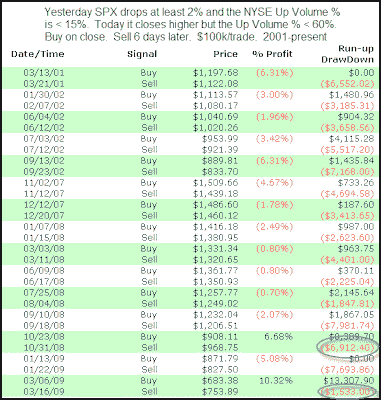 Yesterday SPX drops at least 2% and the NYSE Up Volume %
is < 15%. Today it closes higher but the Up Volume % < 60%.
Buy on close. Sell 6 days later. $100k/trade. 2001-present
Run-up
Date/Time Signal Price % Profit DrawDown
03/13/01 Buy $1,197.68 (6.31%) $0.00
03/21/01 Sell $1,122.08 ($6,552.02)
01/30/02 Buy $1,113.57 (3.00%) $1,480.96
02/07/02 Sell $1,080.17 ($3,185.31)
06/04/02 Buy $1,040.69 (1.96%) $904.32
06/12/02 Sell $1,020.26 ($3,658.56)
07/03/02 Buy $953.99 (3.42%) $4,115.28
07/12/02 Sell $921.39 ($5,517.20)
09/13/02 Buy $889.81 (6.31%) $1,435.84
09/23/02 Sell $833.70 ($7,168.00)
11/02/07 Buy $1,509.65 (4.67%) $733.26
11/12/07 Sell $1,439.18 ($4,694.58)
12/12/07 Buy $1,486.60 (1.78%) $187.60
12/20/07 Sell $1,460.12 ($3,413.65)
01/07/08 Buy $1,416.18 (2.49%) $987.00
01/15/08 Sell $1,380.95 ($2,623.60)
03/03/08 Buy $1,331.34 (0.80%) $963.75
03/11/08 Sell $1,320.65 ($4,401.00)
06/09/08 Buy $1,361.77 (0.80%) $370.11
06/17/08 Sell $1,350.93 ($2,225.04)
07/25/08 Buy $1,257.77 (0.70%) $2,145.64
08/04/08 Sell $1,249.02 ($1,847.81)
09/10/08 Buy $1,232.04 (2.07%) $1,867.05
09/18/08 Sell $1,206.51 ($7,981.74)
10/23/08 Buy $908.11 6.68%
10/31/08 Sell $968.75 ($6,912.40)
01/13/09 Buy $871.79 (5.08%) $0.00
01/22/09 Sell $827.50 ($7,693.86)
03/06/09 Buy $683.38 10.32% $13,307.90
03/16/09 Sell $753.89 ($1,533.00)